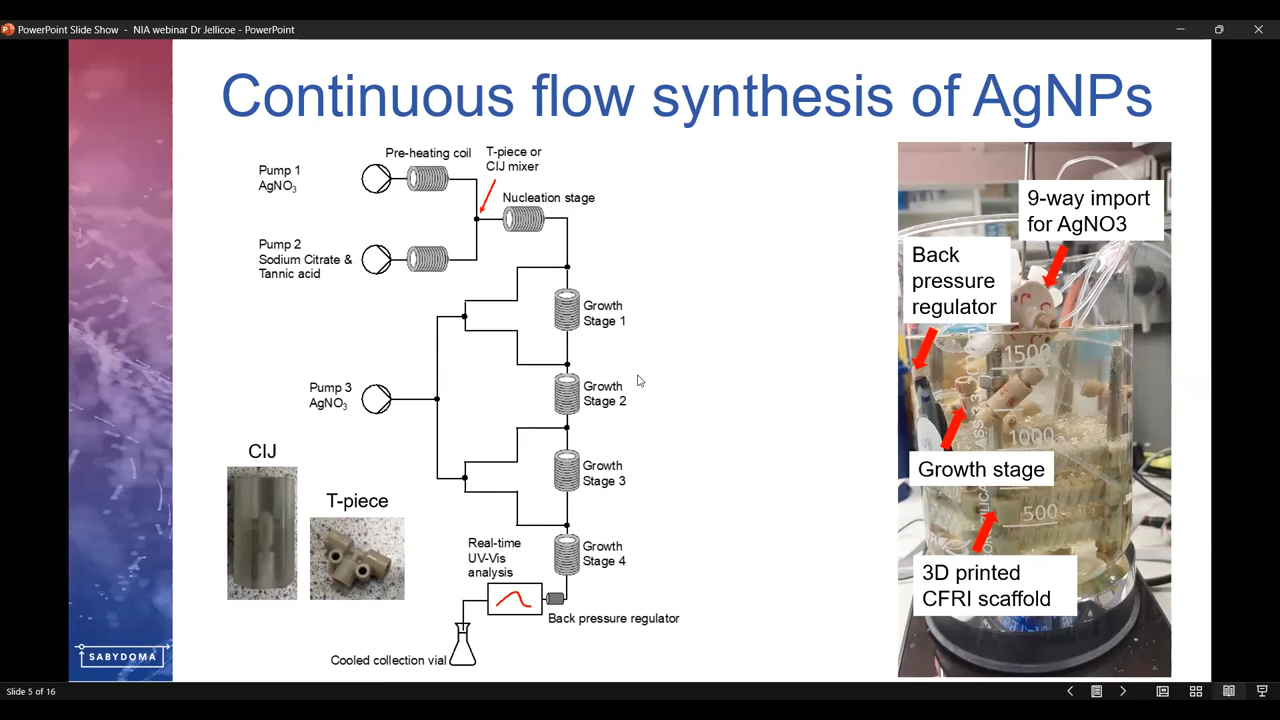 PowerPoint Slide Show - NIA webinar Dr Jellicoe - PowerPoint
Continuous flow synthesis of AgNPs
Pump 1
AgNO₃
Pre-heating coil
T-piece or
CIJ mixer
Nucleation stage
Pump 2
Sodium Citrate &
Tannic acid
Growth
Stage 1
Pump 3
AgNO₃
Growth
Stage 2
Growth
Stage 3
Growth
Stage 4
CIJ
T-piece
Real-time
UV-Vis
analysis
Back pressure regulator
Cooled collection vial
9-way import
for AgNO3
Back
pressure
regulator
1500
1000
Growth stage
500
3D printed
CFRI scaffold
SABYDOMA
Slide 5 of 16